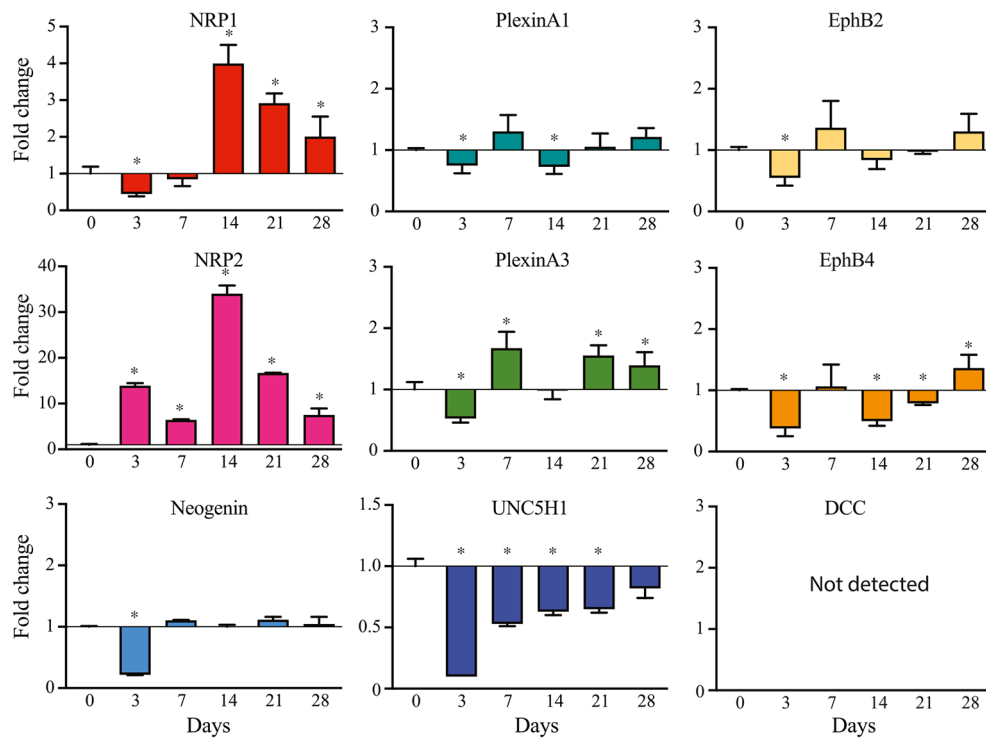 NRP1
PlexinA1
EphB2
Fold change
5
4
3
2
1
0
* * * *
0 3 7 14 21 28
3
2
1
0
* *
0 3 7 14 21 28
3
2
1
0
*
0 3 7 14 21 28
NRP2
PlexinA3
EphB4
Fold change
40
30
20
10
0
* * * * *
0 3 7 14 21 28
3
2
1
0
* * * *
0 3 7 14 21 28
3
2
1
0
* * * *
0 3 7 14 21 28
Neogenin
UNC5H1
DCC
Fold change
3
2
1
0
*
0 3 7 14 21 28
Days
1.5
1.0
0.5
0
* * * *
0 3 7 14 21 28
Days
3
2
1
0
Not detected
0 3 7 14 21 28
Days